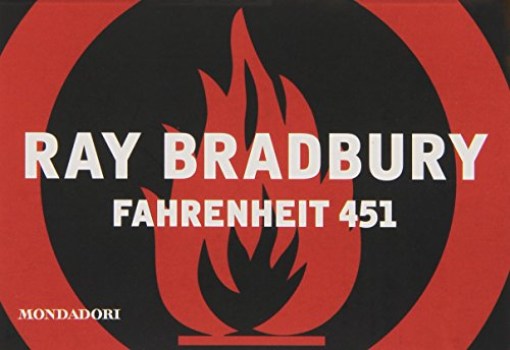 RAY BRADBURY
FAHRENHEIT 451
MONDADORI